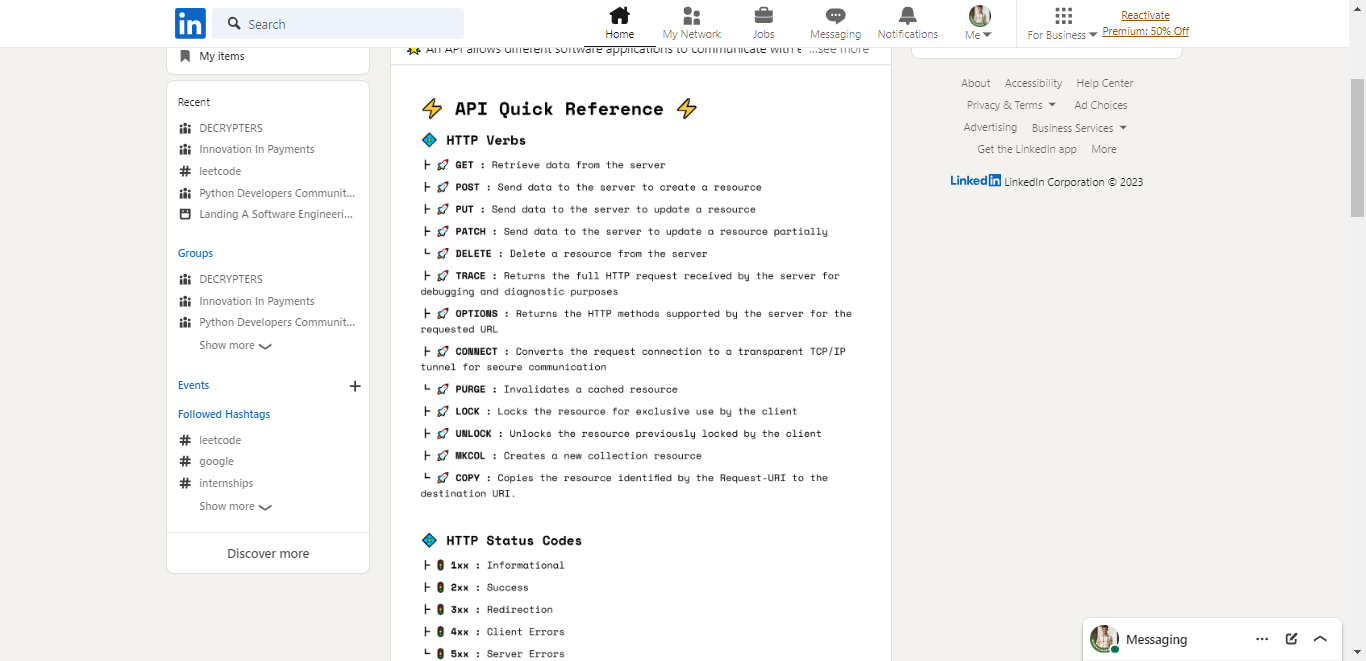 in
Search
Home
My Network
Jobs
Messaging
Notifications
Me
For Business
Reactivate
Premium: 50% Off
My items
Recent
DECRYPTERS
Innovation In Payments
# leetcode
Python Developers Communit...
Landing A Software Engineeri...
Groups
DECRYPTERS
Innovation In Payments
Python Developers Communit...
Show more
Events +
Followed Hashtags
# leetcode
# google
# internships
Show more
Discover more
An API allows different software applications to communicate with e ...see more
⚡ API Quick Reference ⚡
HTTP Verbs
├ 🚀 GET : Retrieve data from the server
├ 🚀 POST : Send data to the server to create a resource
├ 🚀 PUT : Send data to the server to update a resource
├ 🚀 PATCH : Send data to the server to update a resource partially
└ 🚀 DELETE : Delete a resource from the server
├ 🚀 TRACE : Returns the full HTTP request received by the server for
debugging and diagnostic purposes
├ 🚀 OPTIONS : Returns the HTTP methods supported by the server for the
requested URL
├ 🚀 CONNECT : Converts the request connection to a transparent TCP/IP
tunnel for secure communication
└ 🚀 PURGE : Invalidates a cached resource
├ 🚀 LOCK : Locks the resource for exclusive use by the client
├ 🚀 UNLOCK : Unlocks the resource previously locked by the client
├ 🚀 MKCOL : Creates a new collection resource
└ 🚀 COPY : Copies the resource identified by the Request-URI to the
destination URI.
HTTP Status Codes
├ 🚦 1xx : Informational
├ 🚦 2xx : Success
├ 🚦 3xx : Redirection
├ 🚦 4xx : Client Errors
└ 🚦 5xx : Server Errors
About Accessibility Help Center
Privacy & Terms Ad Choices
Advertising Business Services
Get the LinkedIn app More
LinkedIn LinkedIn Corporation © 2023
Messaging